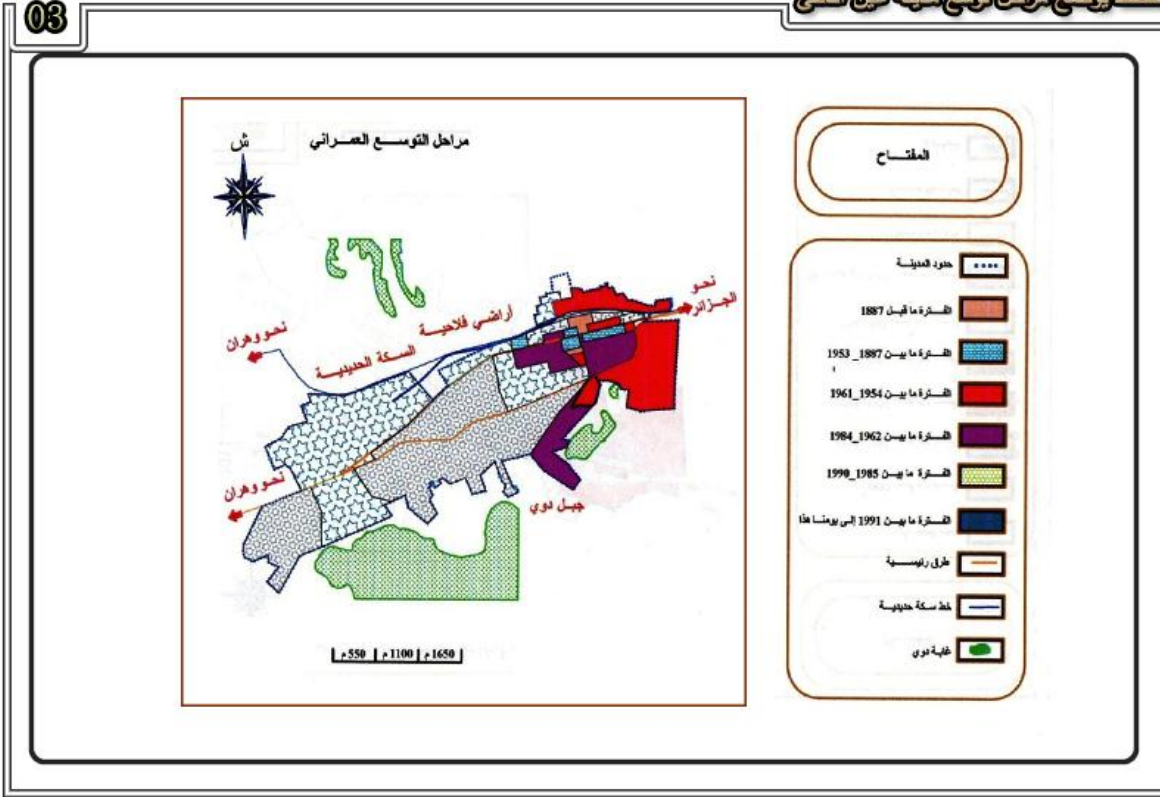 03
مراحل التوسع العمراني
ش
نحو
الجزائر
أراضي فلاحية
نحو وهران
السكة الحديدية
نحو وهران
جبل دوي
550م 1100م 1650م
المفتاح
حدود المدينة
الفترة ما قبل 1887
الفترة ما بين 1887_1953
الفترة ما بين 1954_1961
الفترة ما بين 1962_1984
الفترة ما بين 1985_1990
الفترة ما بين 1991 إلى يومنا هذا
طرق رئيسية
خط سكة حديدية
غابة دوي